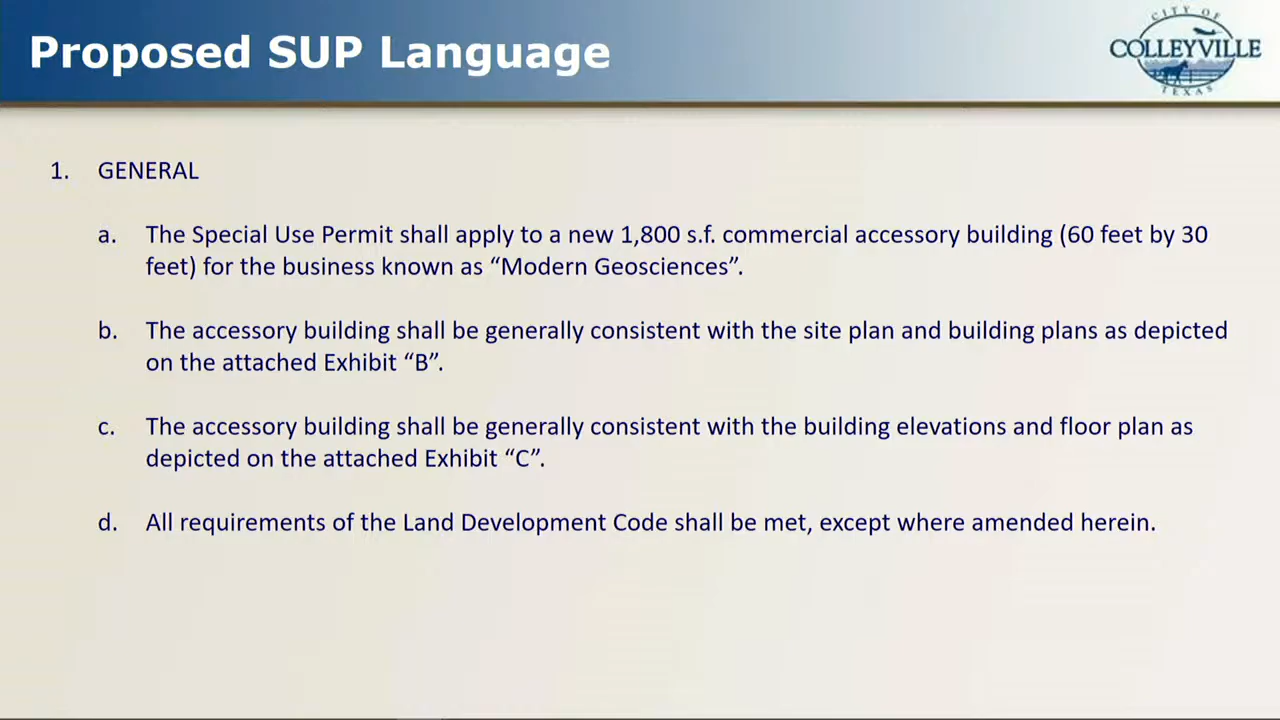 Proposed SUP Language
CITY OF
COLLEYVILLE
TEXAS
1. GENERAL
a. The Special Use Permit shall apply to a new 1,800 s.f. commercial accessory building (60 feet by 30
feet) for the business known as “Modern Geosciences”.
b. The accessory building shall be generally consistent with the site plan and building plans as depicted
on the attached Exhibit “B”.
c. The accessory building shall be generally consistent with the building elevations and floor plan as
depicted on the attached Exhibit “C”.
d. All requirements of the Land Development Code shall be met, except where amended herein.